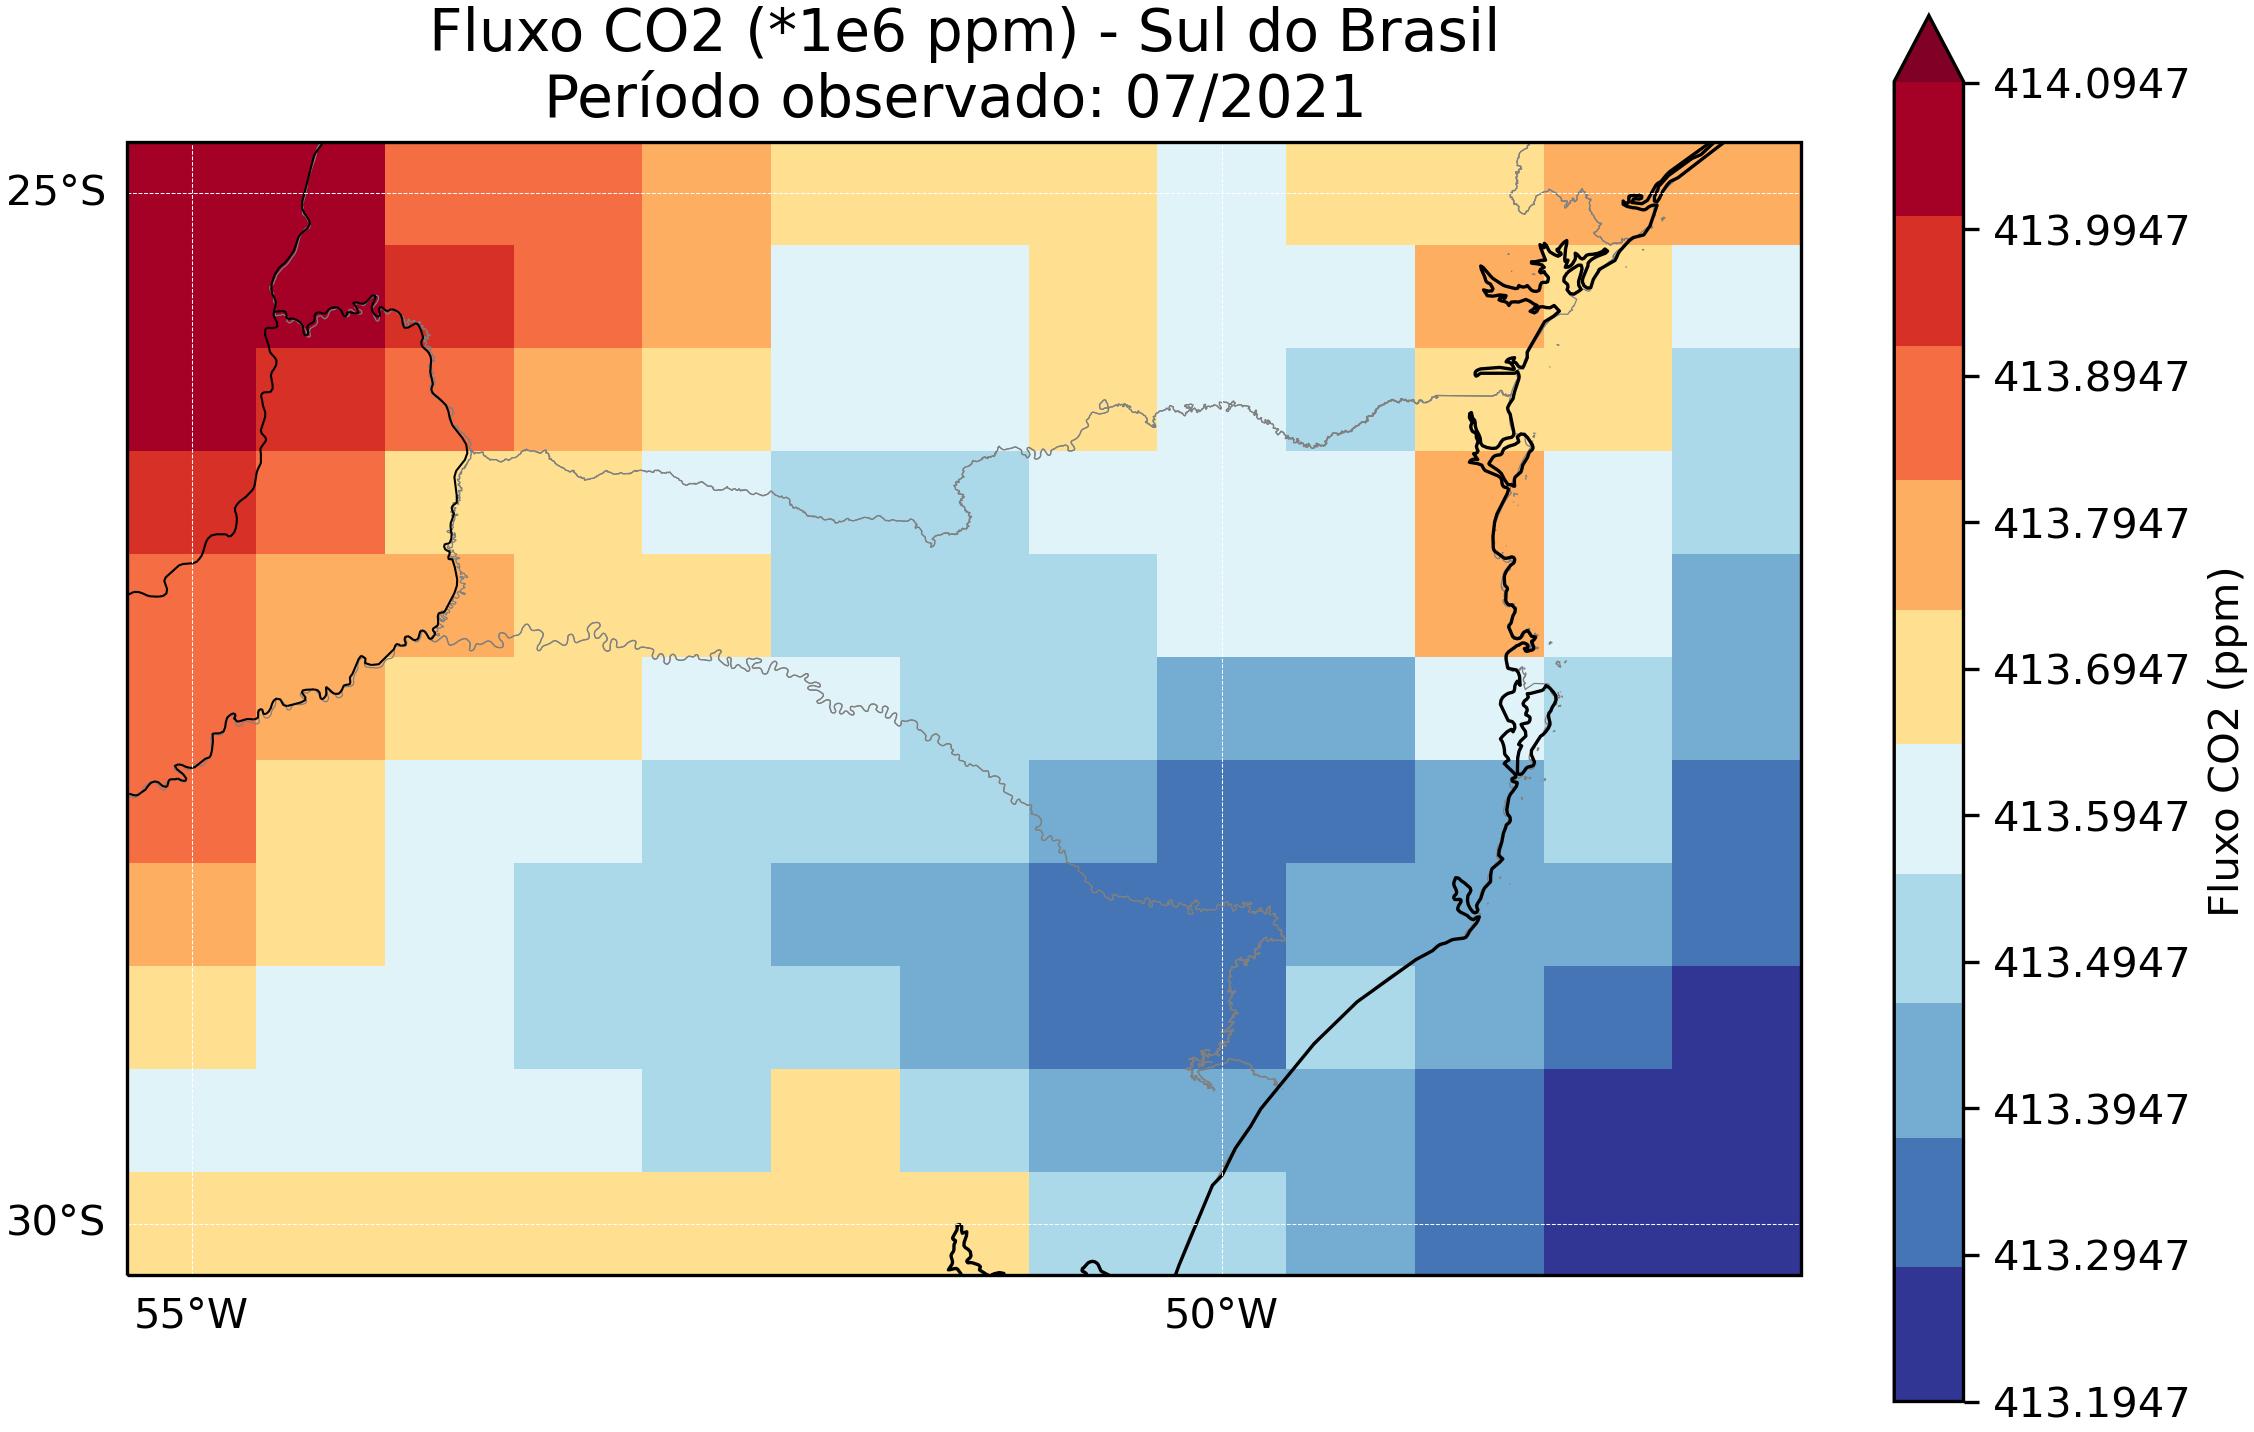 Fluxo CO2 (*1e6 ppm) - Sul do Brasil
Período observado: 07/2021
25°S
30°S
55°W
50°W
414.0947
413.9947
413.8947
413.7947
413.6947
413.5947
413.4947
413.3947
413.2947
413.1947
Fluxo CO2 (ppm)